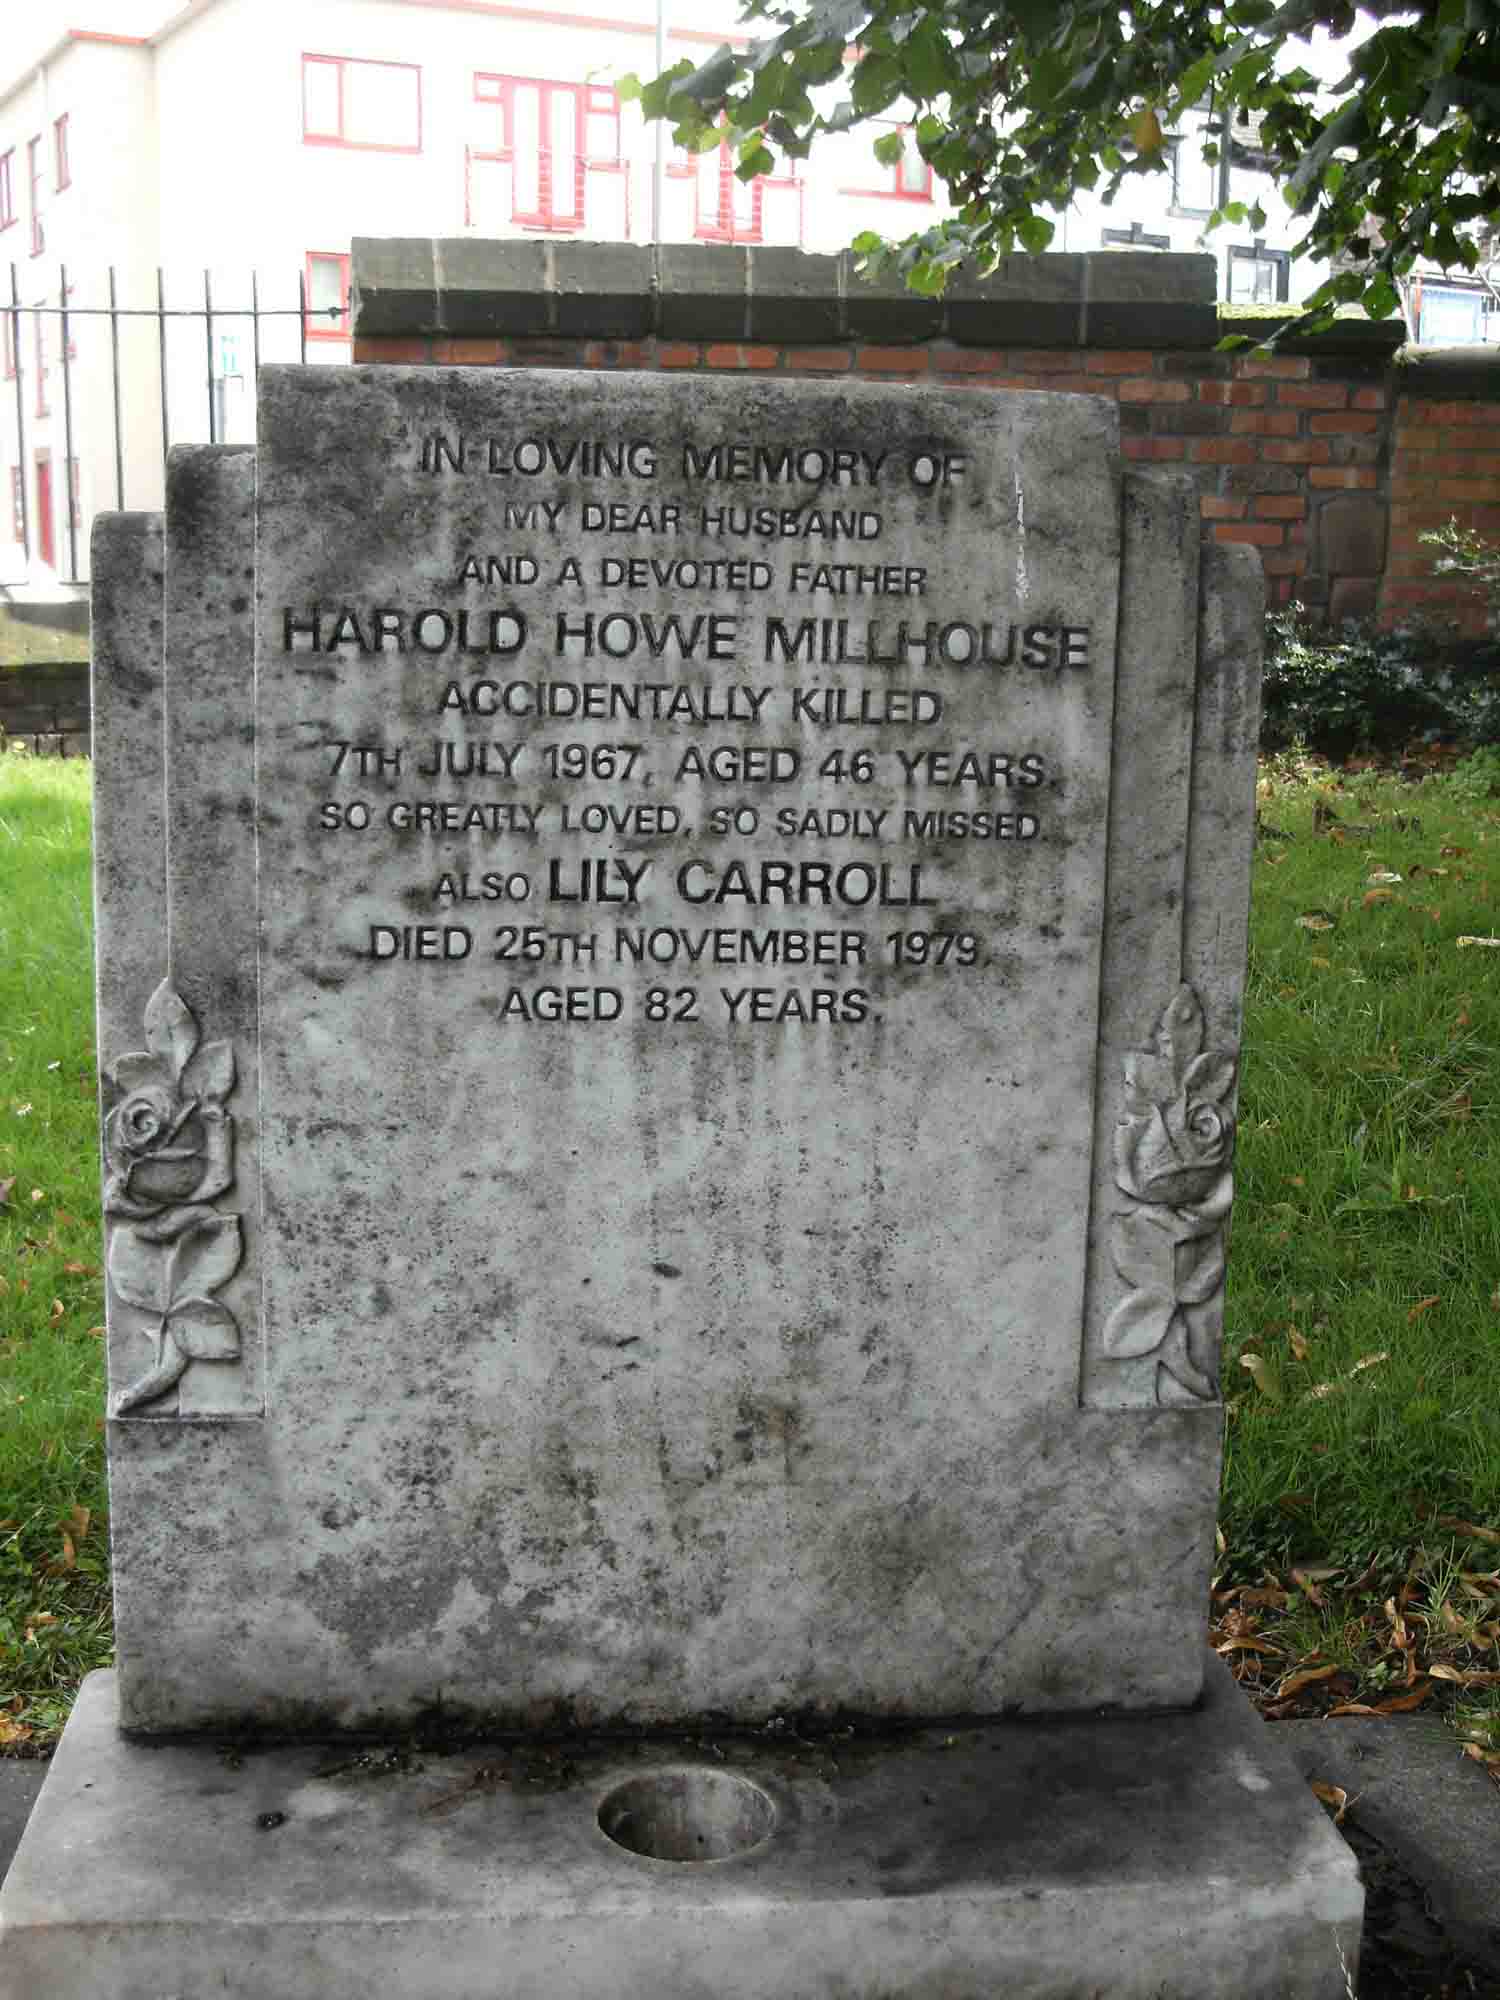 IN LOVING MEMORY OF
MY DEAR HUSBAND
AND A DEVOTED FATHER
HAROLD HOWE MILLHOUSE
ACCIDENTALLY KILLED
7TH JULY 1967, AGED 46 YEARS.
SO GREATLY LOVED, SO SADLY MISSED.
ALSO LILY CARROLL
DIED 25TH NOVEMBER 1979,
AGED 82 YEARS.